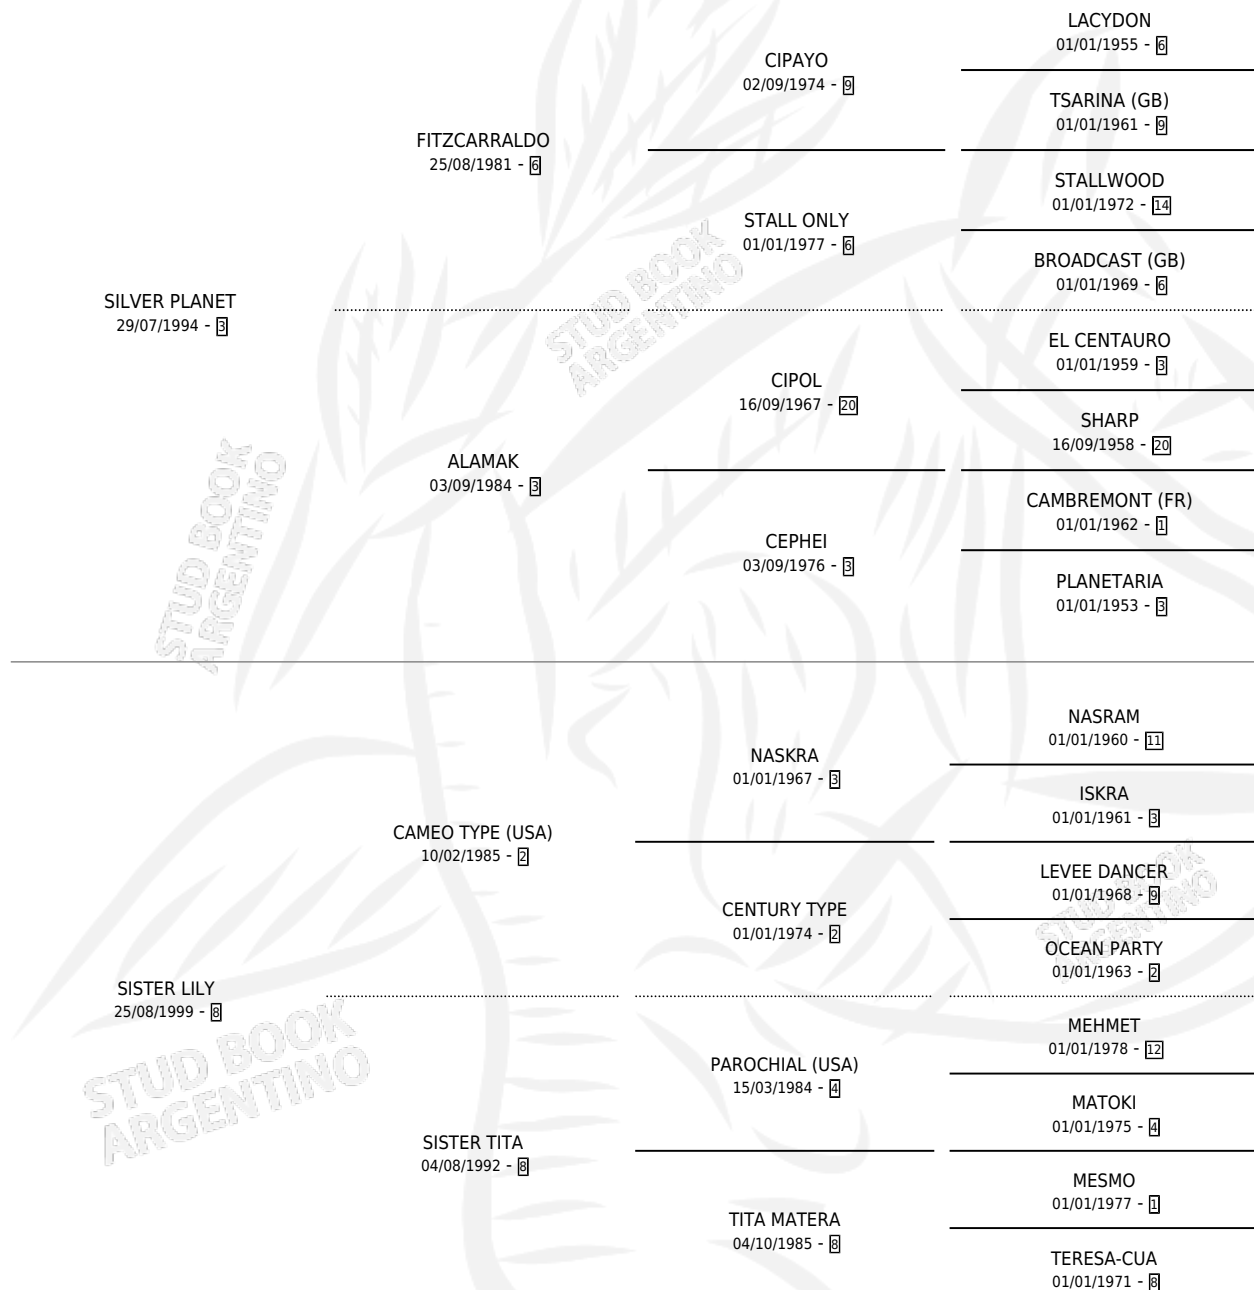 LACYDON
01/01/1955 - 6
CIPAYO
02/09/1974 - 9
TSARINA (GB)
01/01/1961 - 9
FITZCARRALDO
25/08/1981 - 6
STALLWOOD
01/01/1972 - 14
STALL ONLY
01/01/1977 - 6
BROADCAST (GB)
01/01/1969 - 6
SILVER PLANET
29/07/1994 - 3
EL CENTAURO
01/01/1959 - 3
CIPOL
16/09/1967 - 20
SHARP
16/09/1958 - 20
ALAMAK
03/09/1984 - 3
CAMBREMONT (FR)
01/01/1962 - 1
CEPHEI
03/09/1976 - 3
PLANETARIA
01/01/1953 - 3
NASRAM
01/01/1960 - 11
NASKRA
01/01/1967 - 3
ISKRA
01/01/1961 - 3
CAMEO TYPE (USA)
10/02/1985 - 2
LEVEE DANCER
01/01/1968 - 9
CENTURY TYPE
01/01/1974 - 2
OCEAN PARTY
01/01/1963 - 2
SISTER LILY
25/08/1999 - 8
MEHMET
01/01/1978 - 12
PAROCHIAL (USA)
15/03/1984 - 4
MATOKI
01/01/1975 - 4
SISTER TITA
04/08/1992 - 8
MESMO
01/01/1977 - 1
TITA MATERA
04/10/1985 - 8
TERESA-CUA
01/01/1971 - 8
STUD BOOK
ARGENTINO
STUD BOOK
ARGENTINO
STUD BOOK
ARGENTINO
STUD BOOK
ARGENTINO